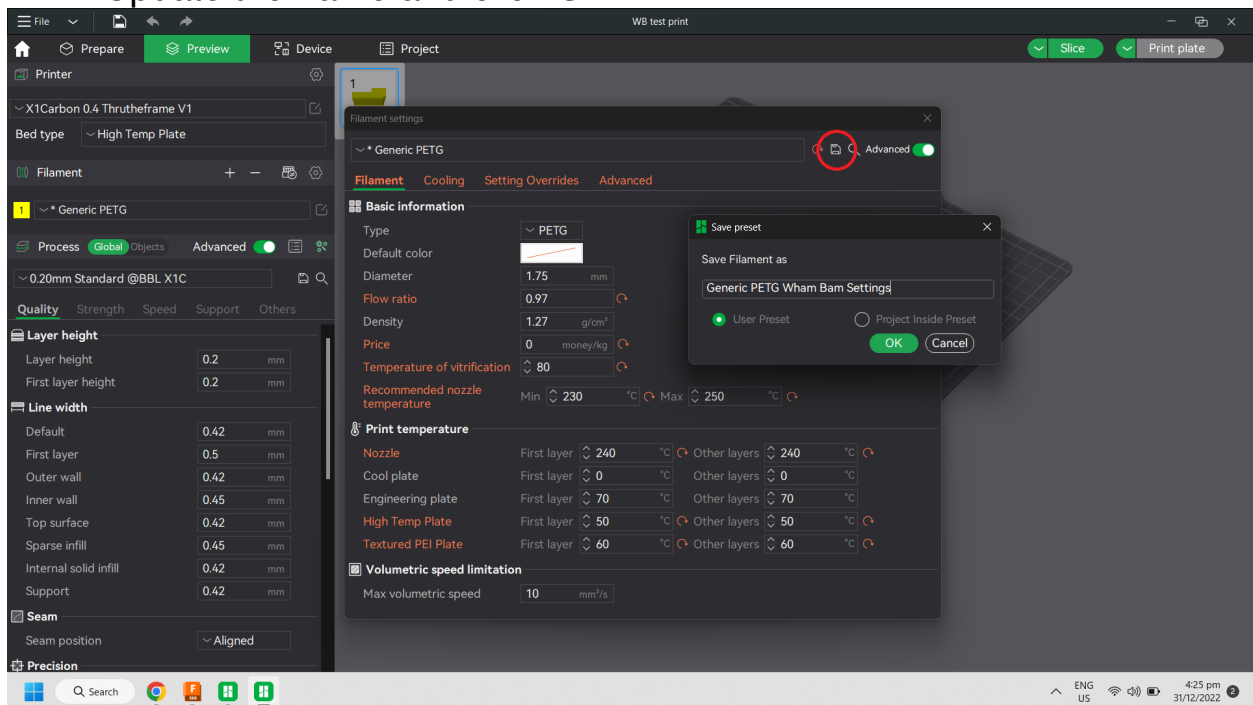 File
WB test print
Prepare
Preview
Device
Project
Slice
Print plate
Printer
X1Carbon 0.4 Thrutheframe V1
Bed type
High Temp Plate
Filament
1
* Generic PETG
Process
Global
Objects
Advanced
0.20mm Standard @BBL X1C
Quality
Strength
Speed
Support
Others
Layer height
Layer height 0.2 mm
First layer height 0.2 mm
Line width
Default 0.42 mm
First layer 0.5 mm
Outer wall 0.42 mm
Inner wall 0.45 mm
Top surface 0.42 mm
Sparse infill 0.45 mm
Internal solid infill 0.42 mm
Support 0.42 mm
Seam
Seam position Aligned
Precision
1
Filament settings
* Generic PETG
Advanced
Filament
Cooling
Setting Overrides
Advanced
Basic information
Type PETG
Default color
Diameter 1.75 mm
Flow ratio 0.97
Density 1.27 g/cm³
Price 0 money/kg
Temperature of vitrification 80
Recommended nozzle
temperature
Min 230 °C Max 250 °C
Print temperature
Nozzle First layer 240 °C Other layers 240 °C
Cool plate First layer 0 °C Other layers 0 °C
Engineering plate First layer 70 °C Other layers 70 °C
High Temp Plate First layer 50 °C Other layers 50 °C
Textured PEI Plate First layer 60 °C Other layers 60 °C
Volumetric speed limitation
Max volumetric speed 10 mm³/s
Save preset
Save Filament as
Generic PETG Wham Bam Settings
User Preset
Project Inside Preset
OK
Cancel
Search
ENG
US
4:25 pm
31/12/2022
2